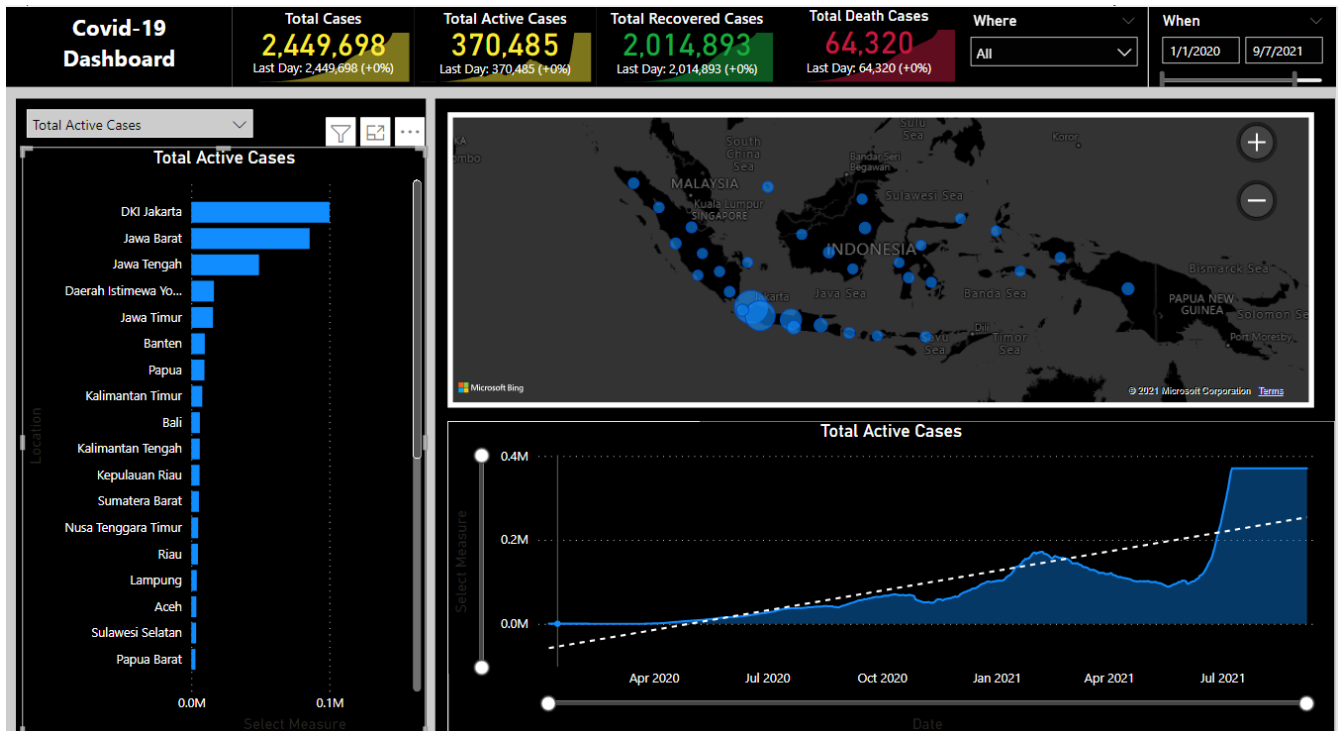 Covid-19
Dashboard
Total Cases
2,449,698
Last Day: 2,449,698 (+0%)
Total Active Cases
370,485
Last Day: 370,485 (+0%)
Total Recovered Cases
2,014,893
Last Day: 2,014,893 (+0%)
Total Death Cases
64,320
Last Day: 64,320 (+0%)
Where
All
When
1/1/2020
9/7/2021
Total Active Cases
Total Active Cases
DKI Jakarta
Jawa Barat
Jawa Tengah
Daerah Istimewa Yo...
Jawa Timur
Banten
Papua
Kalimantan Timur
Bali
Kalimantan Tengah
Kepulauan Riau
Sumatera Barat
Nusa Tenggara Timur
Riau
Lampung
Aceh
Sulawesi Selatan
Papua Barat
Location
0.0M
0.1M
Select Measure
South
China
Sea
Sulu
Sea
Koror
Bandar Seri
Begawan
MALAYSIA
Kuala Lumpur
SINGAPORE
Sulawesi Sea
INDONESIA
Jakarta
Java Sea
Banda Sea
Bismarck Sea
PAPUA NEW
GUINEA
Solomon Se
Port Moresby
Dili
Savu
Sea
Timor
Sea
Microsoft Bing
© 2021 Microsoft Corporation
Terms
Total Active Cases
0.4M
0.2M
0.0M
Select Measure
Apr 2020
Jul 2020
Oct 2020
Jan 2021
Apr 2021
Jul 2021
Date